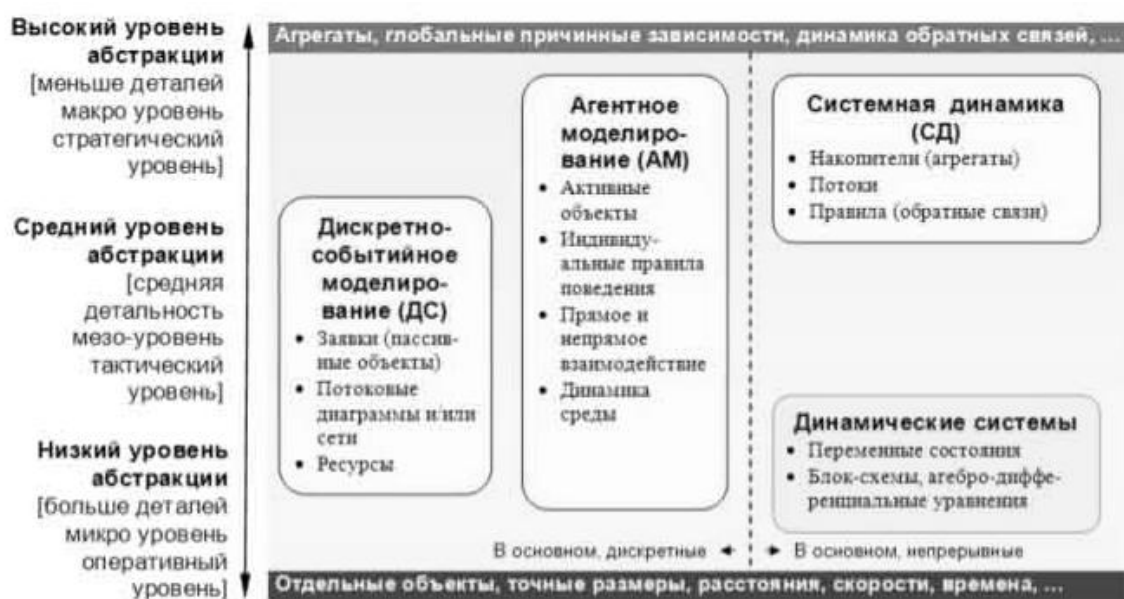 Высокий уровень
абстракции
[меньше деталей
макро уровень
стратегический
уровень]
Средний уровень
абстракции
[средняя
детальность
мезо-уровень
тактический
уровень]
Низкий уровень
абстракции
[больше деталей
микро уровень
оперативный
уровень]
Агрегаты, глобальные причинные зависимости, динамика обратных связей, ...
Дискретно-
событийное
моделиро-
вание (ДС)
• Заявки (пассив-
ные объекты)
• Потоковые
диаграммы и/или
сети
• Ресурсы
Агентное
моделиро-
вание (АМ)
• Активные
объекты
• Индивиду-
альные правила
поведения
• Прямое и
непрямое
взаимодействие
• Динамика
среды
Системная динамика
(СД)
• Накопители (агрегаты)
• Потоки
• Правила (обратные связи)
Динамические системы
• Переменные состояния
• Блок-схемы, агебро-диффе-
ренциальные уравнения
В основном, дискретные
В основном, непрерывные
Отдельные объекты, точные размеры, расстояния, скорости, времена, ...